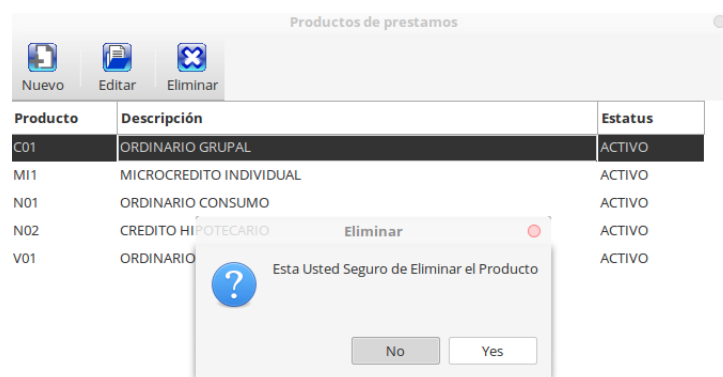 Productos de prestamos
Nuevo Editar Eliminar
Producto Descripción Estatus
C01 ORDINARIO GRUPAL ACTIVO
MI1 MICROCREDITO INDIVIDUAL ACTIVO
N01 ORDINARIO CONSUMO ACTIVO
N02 CREDITO HIPOTECARIO ACTIVO
V01 ORDINARIO ACTIVO
Eliminar
Esta Usted Seguro de Eliminar el Producto
No Yes